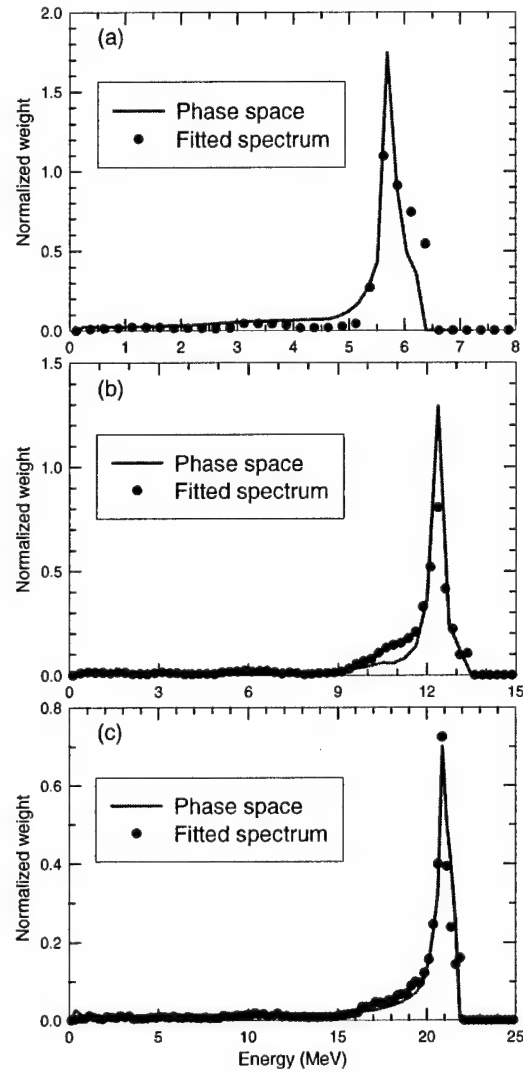 (a)
Normalized weight
2.0
1.5
1.0
0.5
0.0
Phase space
Fitted spectrum
0 1 2 3 4 5 6 7 8
(b)
Normalized weight
1.5
1.0
0.5
0.0
Phase space
Fitted spectrum
0 3 6 9 12 15
(c)
Normalized weight
0.8
0.6
0.4
0.2
0.0
Phase space
Fitted spectrum
0 5 10 15 20 25
Energy (MeV)